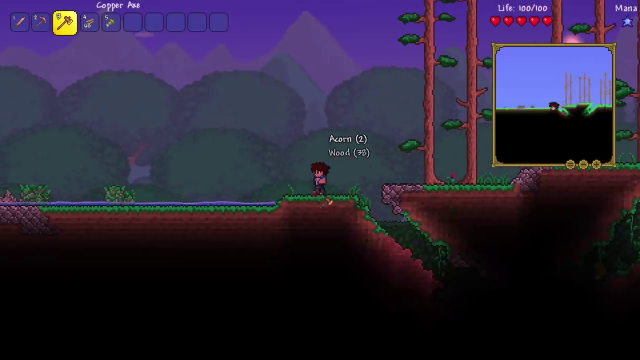 Copper Axe
Life: 100/100
Mana
Acorn (2)
Wood (38)